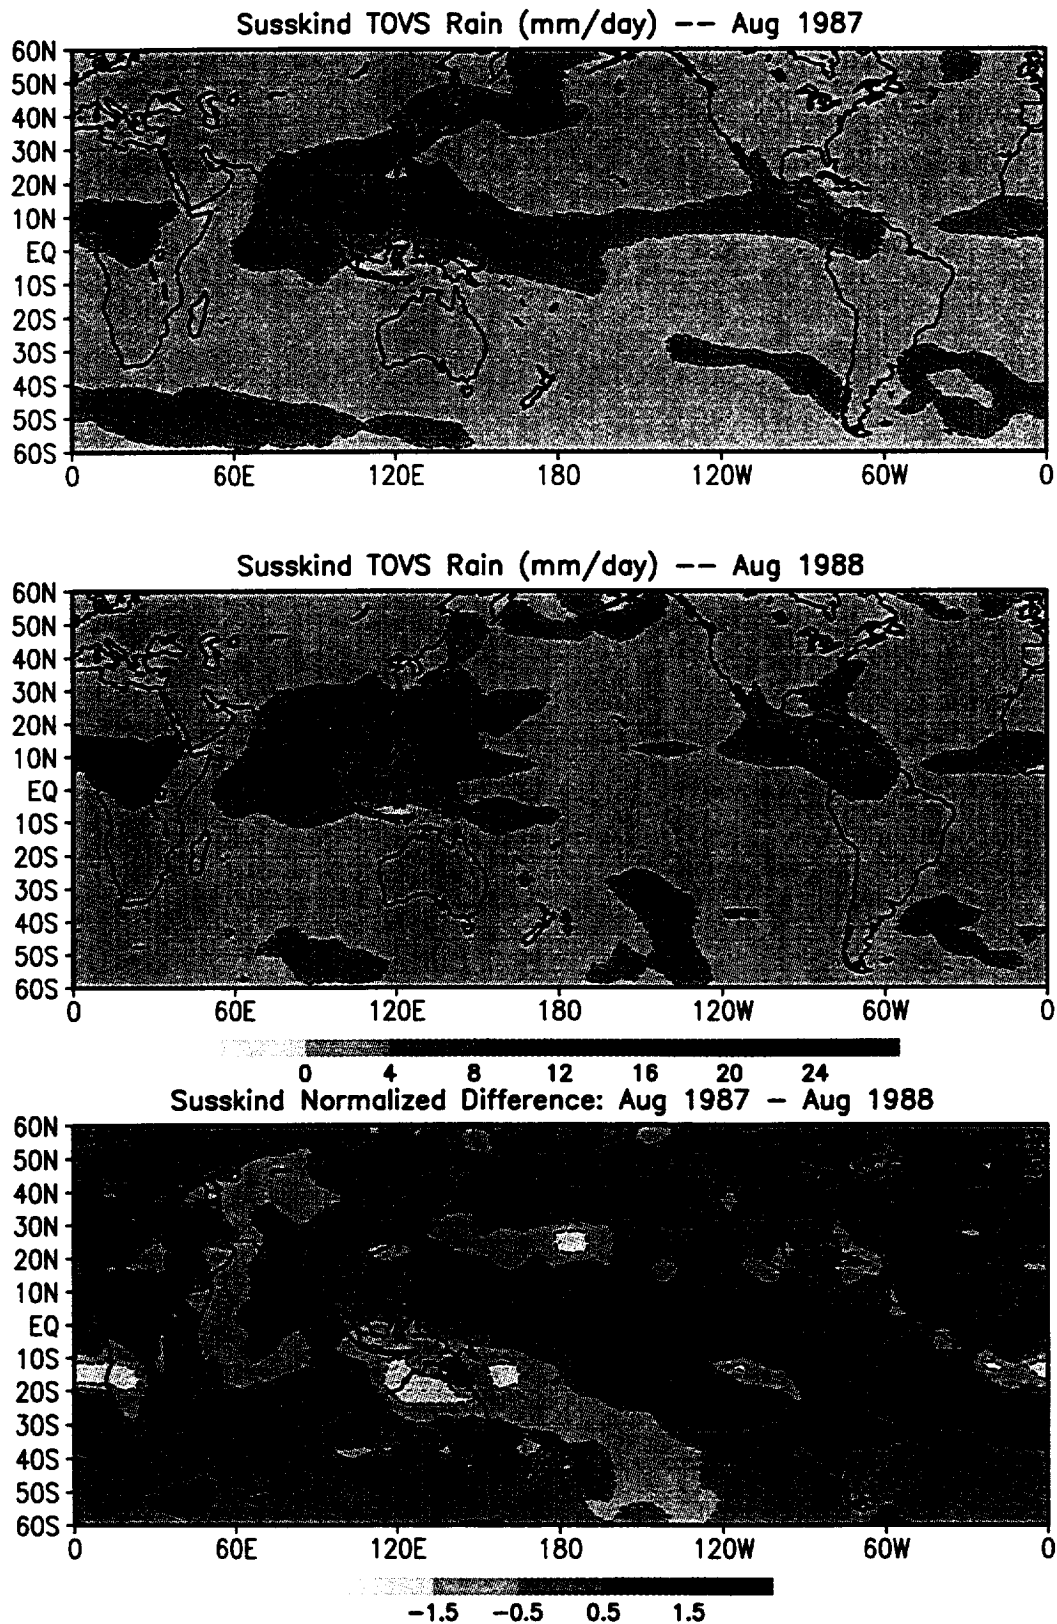 Susskind TOVS Rain (mm/day) -- Aug 1987
60N
50N
40N
30N
20N
10N
EQ
10S
20S
30S
40S
50S
60S
0 60E 120E 180 120W 60W 0
Susskind TOVS Rain (mm/day) -- Aug 1988
60N
50N
40N
30N
20N
10N
EQ
10S
20S
30S
40S
50S
60S
0 60E 120E 180 120W 60W 0
0 4 8 12 16 20 24
Susskind Normalized Difference: Aug 1987 - Aug 1988
60N
50N
40N
30N
20N
10N
EQ
10S
20S
30S
40S
50S
60S
0 60E 120E 180 120W 60W 0
-1.5 -0.5 0.5 1.5